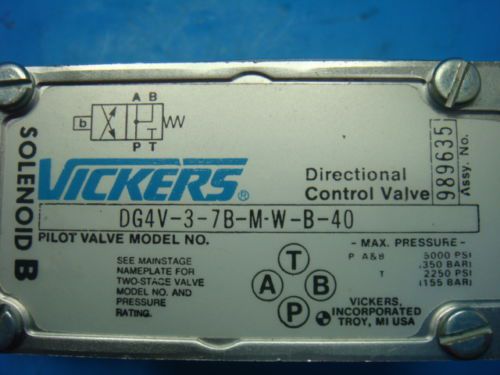 A B
b
P T
SOLENOID B
VICKERS®
Directional
Control Valve
989635
Assy. No.
DG4V-3-7B-M-W-B-40
PILOT VALVE MODEL NO.
SEE MAINSTAGE
NAMEPLATE FOR
TWO-STAGE VALVE
MODEL NO. AND
PRESSURE
RATING.
T
A B
P
- MAX. PRESSURE -
P A&B 5000 PSI
(350 BAR)
T 2250 PSI
(155 BAR)
VICKERS,
INCORPORATED
TROY, MI USA